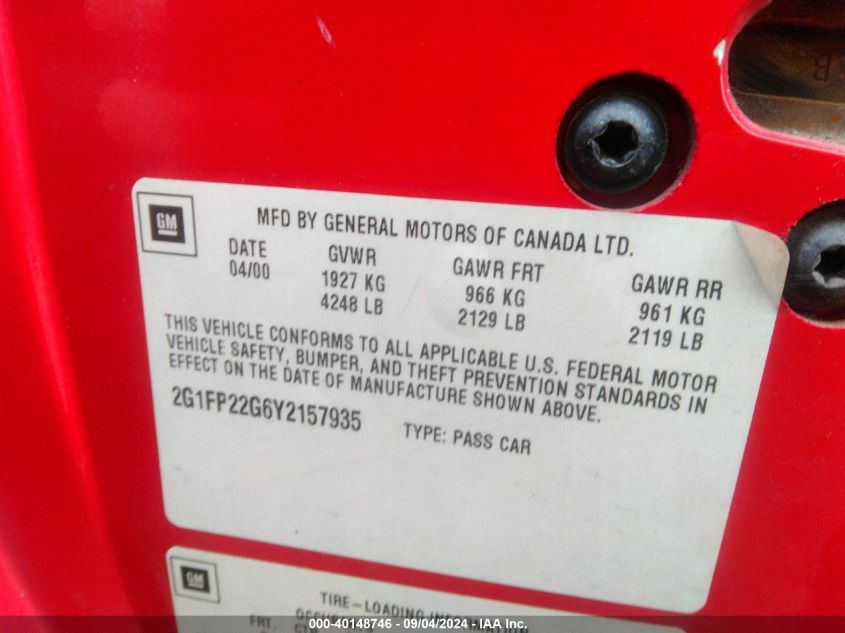 GM
MFD BY GENERAL MOTORS OF CANADA LTD.
DATE GVWR GAWR FRT GAWR RR
04/00 1927 KG 966 KG 961 KG
4248 LB 2129 LB 2119 LB
THIS VEHICLE CONFORMS TO ALL APPLICABLE U.S. FEDERAL MOTOR
VEHICLE SAFETY, BUMPER, AND THEFT PREVENTION STANDARDS IN
EFFECT ON THE DATE OF MANUFACTURE SHOWN ABOVE.
2G1FP22G6Y2157935 TYPE: PASS CAR
GM
TIRE-LOADING INFORMATION
FRT.
000-40148746 - 09/04/2024 - IAA Inc.